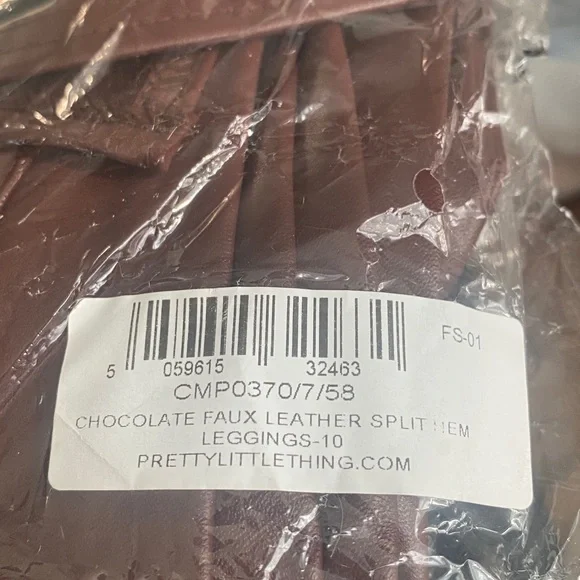 FS-01
5 059615 32463
CMP0370/7/58
CHOCOLATE FAUX LEATHER SPLIT HEM
LEGGINGS-10
PRETTYLITTLETHING.COM